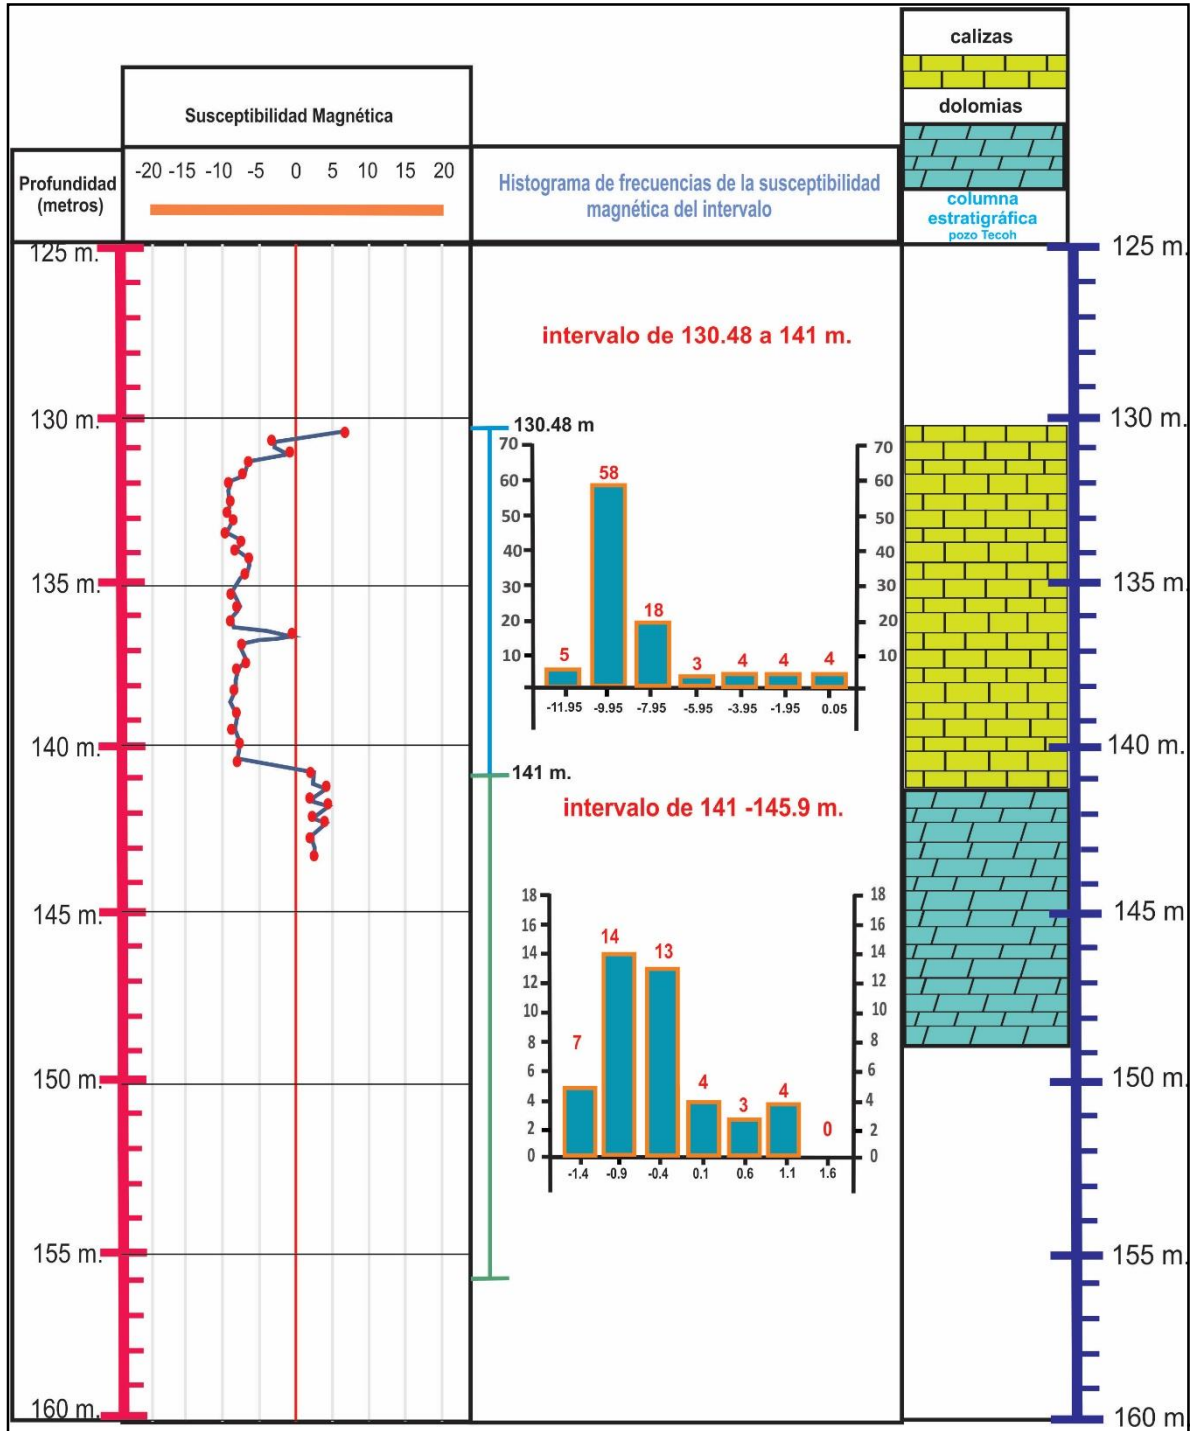 calizas
dolomias
columna
estratigráfica
pozo Tecoh
Susceptibilidad Magnética
-20 -15 -10 -5 0 5 10 15 20
Profundidad
(metros)
Histograma de frecuencias de la susceptibilidad
magnética del intervalo
125 m.
130 m.
135 m.
140 m.
145 m.
150 m.
155 m.
160 m.
intervalo de 130.48 a 141 m.
130.48 m
70
60
50
40
30
20
10
5
58
18
3
4
4
4
70
60
50
40
30
20
10
-11.95 -9.95 -7.95 -5.95 -3.95 -1.95 0.05
141 m.
intervalo de 141 -145.9 m.
18
16
14
12
10
8
6
4
2
0
7
14
13
4
3
4
0
18
16
14
12
10
8
6
4
2
0
-1.4 -0.9 -0.4 0.1 0.6 1.1 1.6
125 m.
130 m.
135 m.
140 m.
145 m
150 m.
155 m.
160 m